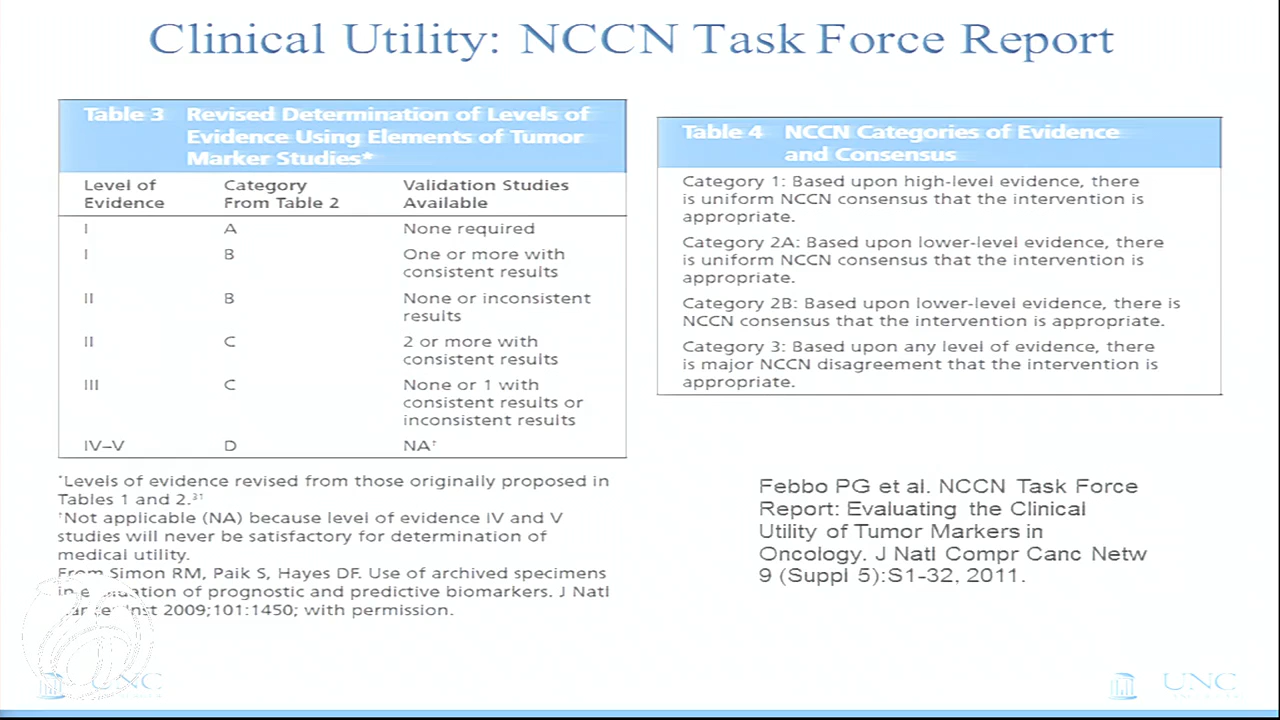 Clinical Utility: NCCN Task Force Report
Table 3 Revised Determination of Levels of
Evidence Using Elements of Tumor
Marker Studies*
Level of Evidence Category From Table 2 Validation Studies Available
I A None required
I B One or more with consistent results
II B None or inconsistent results
II C 2 or more with consistent results
III C None or 1 with consistent results or inconsistent results
IV–V D NA†
*Levels of evidence revised from those originally proposed in
Tables 1 and 2.31
†Not applicable (NA) because level of evidence IV and V
studies will never be satisfactory for determination of
medical utility.
From Simon RM, Paik S, Hayes DF. Use of archived specimens
in evaluation of prognostic and predictive biomarkers. J Natl
Inst 2009;101:1450; with permission.
Table 4 NCCN Categories of Evidence
and Consensus
Category 1: Based upon high-level evidence, there
is uniform NCCN consensus that the intervention is
appropriate.
Category 2A: Based upon lower-level evidence, there
is uniform NCCN consensus that the intervention is
appropriate.
Category 2B: Based upon lower-level evidence, there is
NCCN consensus that the intervention is appropriate.
Category 3: Based upon any level of evidence, there
is major NCCN disagreement that the intervention is
appropriate.
Febbo PG et al. NCCN Task Force
Report: Evaluating the Clinical
Utility of Tumor Markers in
Oncology. J Natl Compr Canc Netw
9 (Suppl 5):S1-32, 2011.
UNC
UNC